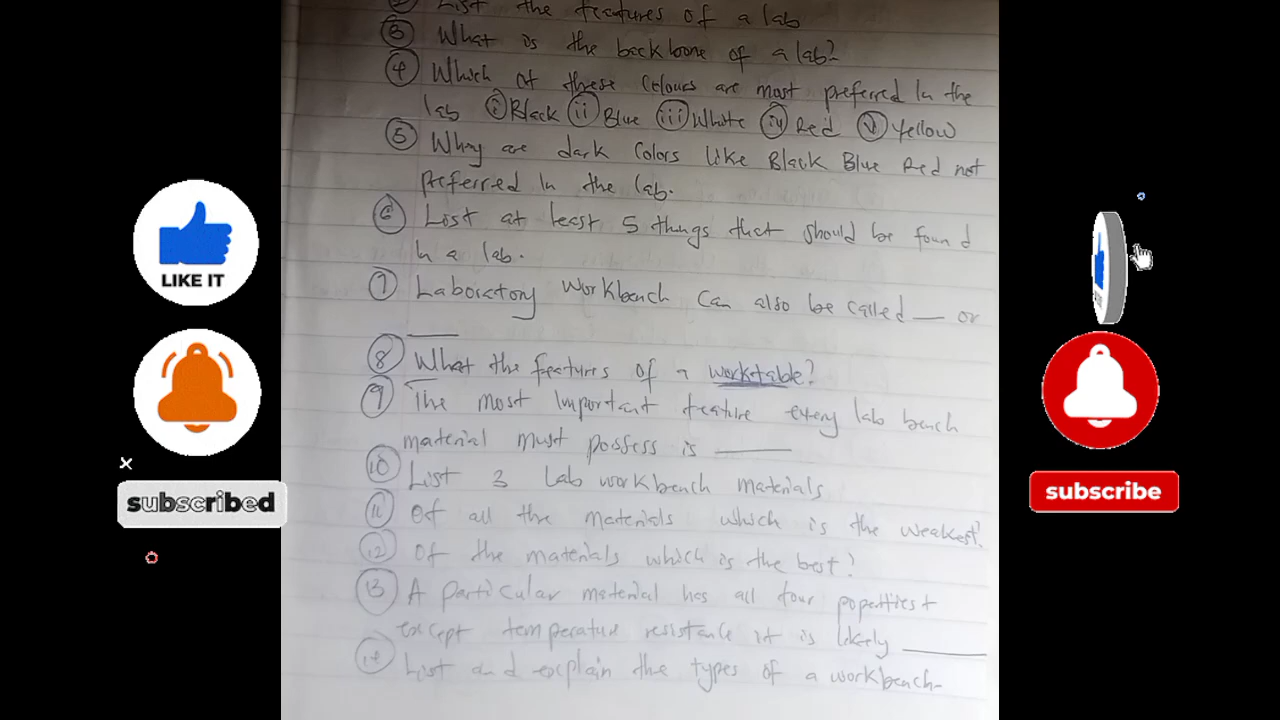 ② List the features of a lab
③ What is the backbone of a lab?
④ Which of these Colours are most preferred In the
lab ⓘ Black ii Blue iii White iv Red v Yellow
⑤ Why are dark Colors like Black Blue Red not
Preferred In the lab.
⑥ List at least 5 things that should be found
In a lab.
⑦ Laboratory workbench can also be called — or
—
⑧ What the features of a worktable?
⑨ The most Important feature every lab bench
material must possess is —
⑩ List 3 Lab workbench materials
⑪ Of all the materials which is the weakest?
⑫ Of the materials which is the best?
⑬ A particular material has all four
except temperature resistance it is likely —
⑭ List and explain the types of a workbench-
LIKE IT
subscribed
subscribe